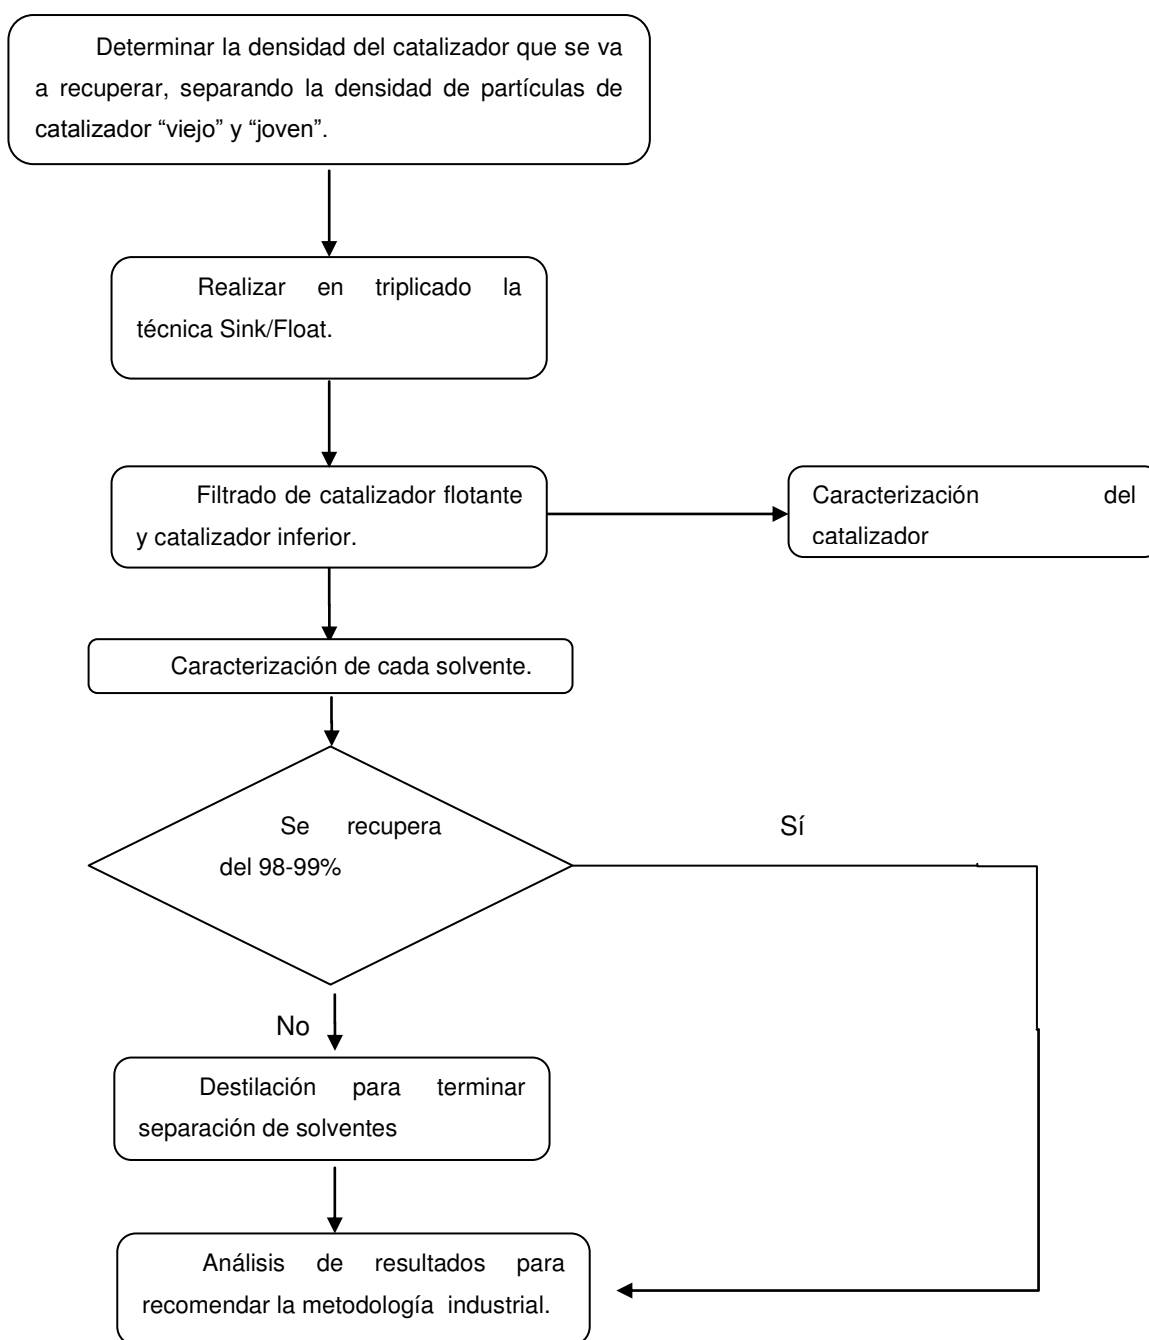 Determinar la densidad del catalizador que se va
a recuperar, separando la densidad de partículas de
catalizador “viejo” y “joven”.
Realizar en triplicado la
técnica Sink/Float.
Filtrado de catalizador flotante
y catalizador inferior.
Caracterización del
catalizador
Caracterización de cada solvente.
Se recupera
del 98-99%
Sí
No
Destilación para terminar
separación de solventes
Análisis de resultados para
recomendar la metodología industrial.